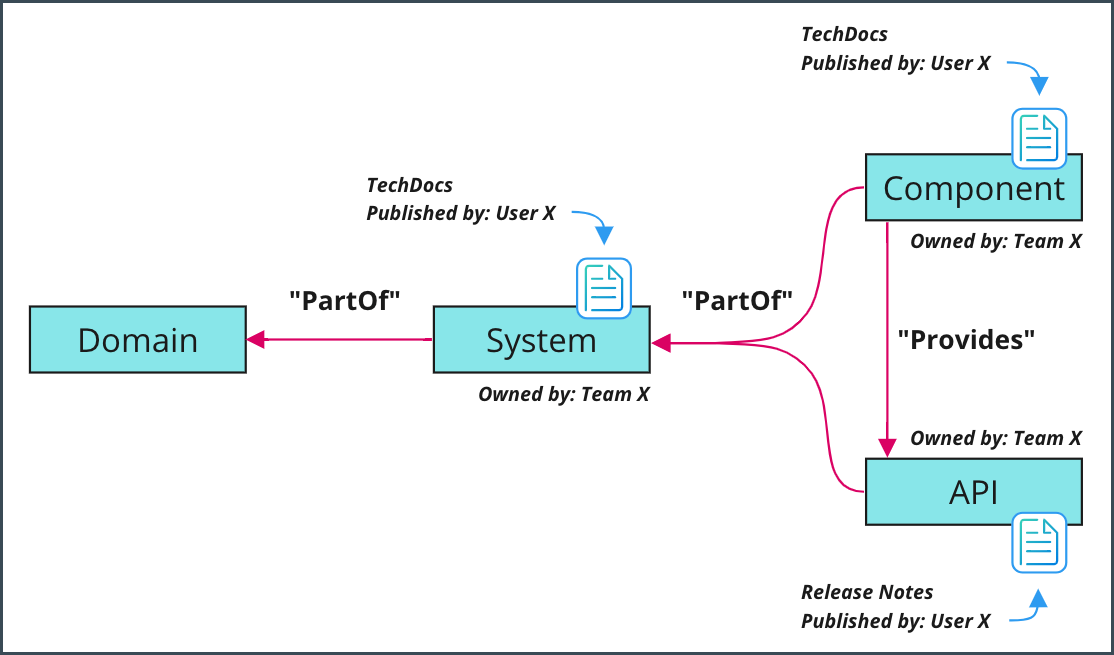 TechDocs
Published by: User X
Component
Owned by: Team X
TechDocs
Published by: User X
"PartOf"
"PartOf"
Domain
System
"Provides"
Owned by: Team X
Owned by: Team X
API
Release Notes
Published by: User X